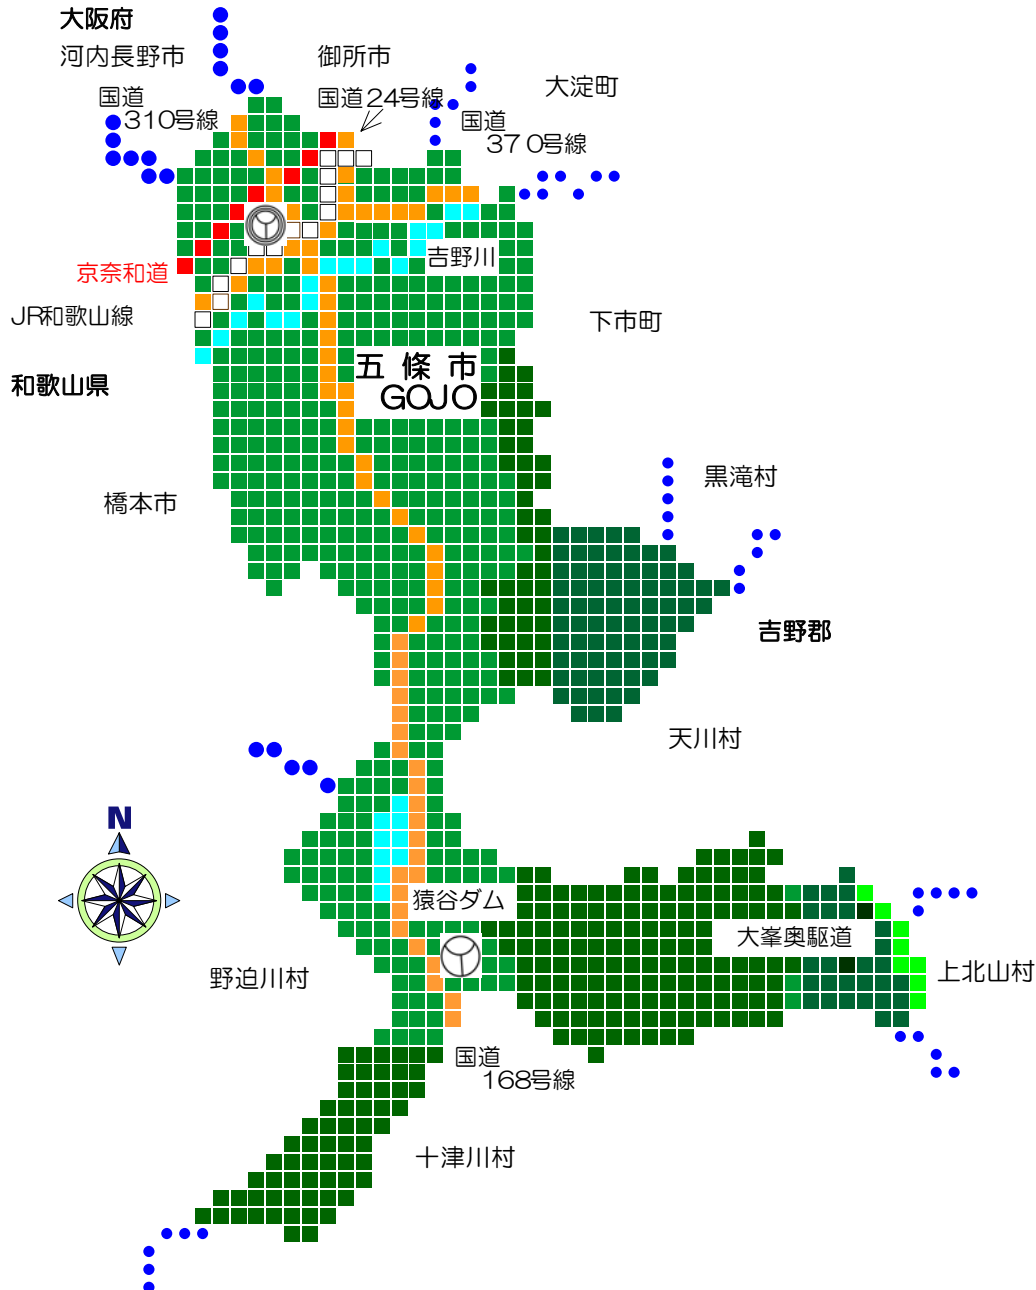 大阪府
河内長野市
御所市
大淀町
国道
310号線
国道24号線
国道
370号線
吉野川
京奈和道
JR和歌山線
下市町
五條市
GOJO
和歌山県
黒滝村
橋本市
吉野郡
天川村
N
猿谷ダム
大峯奥駆道
野迫川村
上北山村
国道
168号線
十津川村